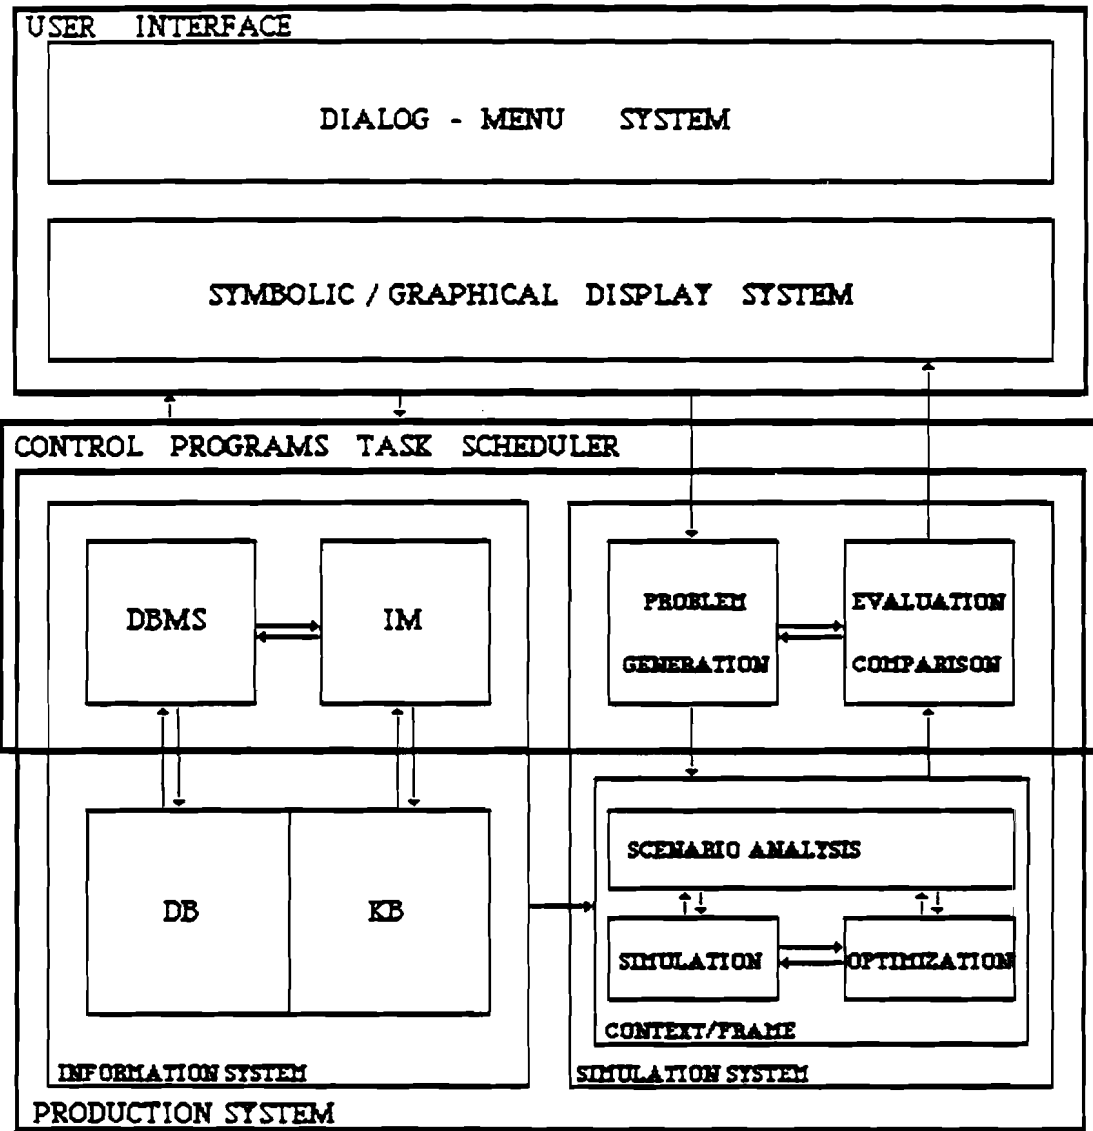 USER INTERFACE
DIALOG - MENU SYSTEM
SYMBOLIC / GRAPHICAL DISPLAY SYSTEM
CONTROL PROGRAMS TASK SCHEDULER
DBMS
IM
PROBLEM
GENERATION
EVALUATION
COMPARISON
DB
KB
SCENARIO ANALYSIS
SIMULATION
OPTIMIZATION
CONTEXT/FRAME
INFORMATION SYSTEM
SIMULATION SYSTEM
PRODUCTION SYSTEM